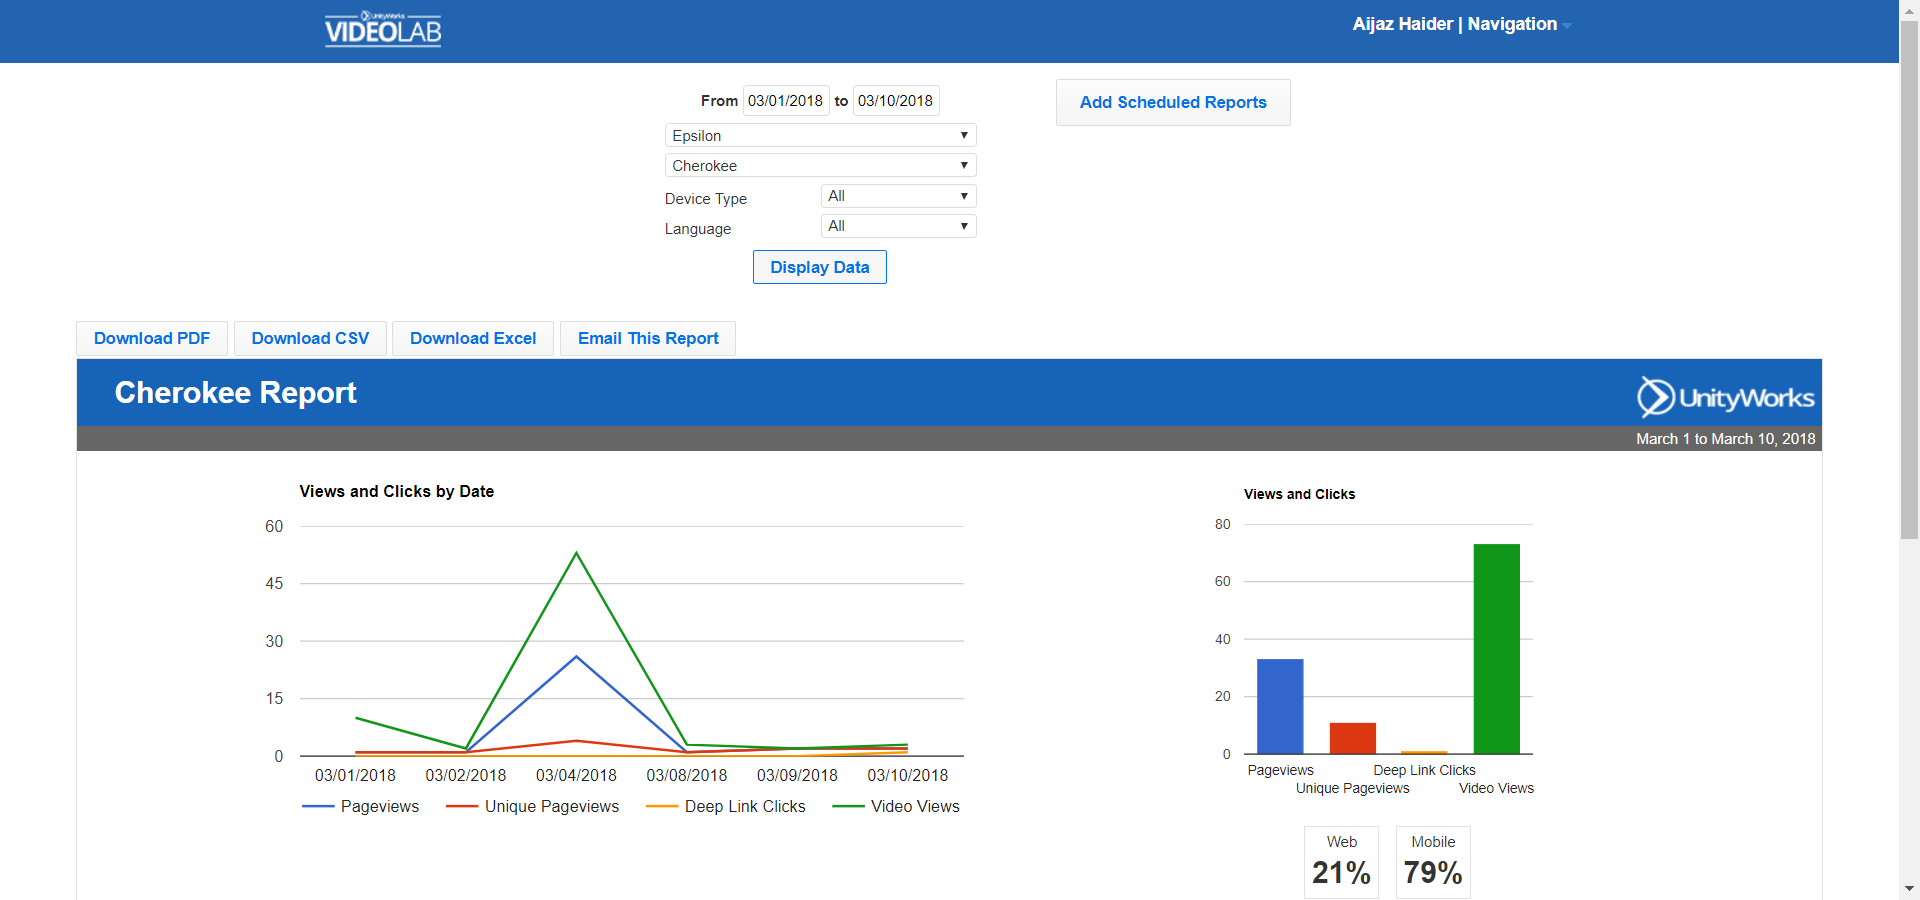 UnityWorks
VIDEOLAB
Aijaz Haider | Navigation
From 03/01/2018 to 03/10/2018
Add Scheduled Reports
Epsilon
Cherokee
Device Type All
Language All
Display Data
Download PDF Download CSV Download Excel Email This Report
Cherokee Report
UnityWorks
March 1 to March 10, 2018
Views and Clicks by Date
60
45
30
15
0
03/01/2018 03/02/2018 03/04/2018 03/08/2018 03/09/2018 03/10/2018
Pageviews Unique Pageviews Deep Link Clicks Video Views
Views and Clicks
80
60
40
20
0
Pageviews Deep Link Clicks
Unique Pageviews Video Views
Web Mobile
21% 79%